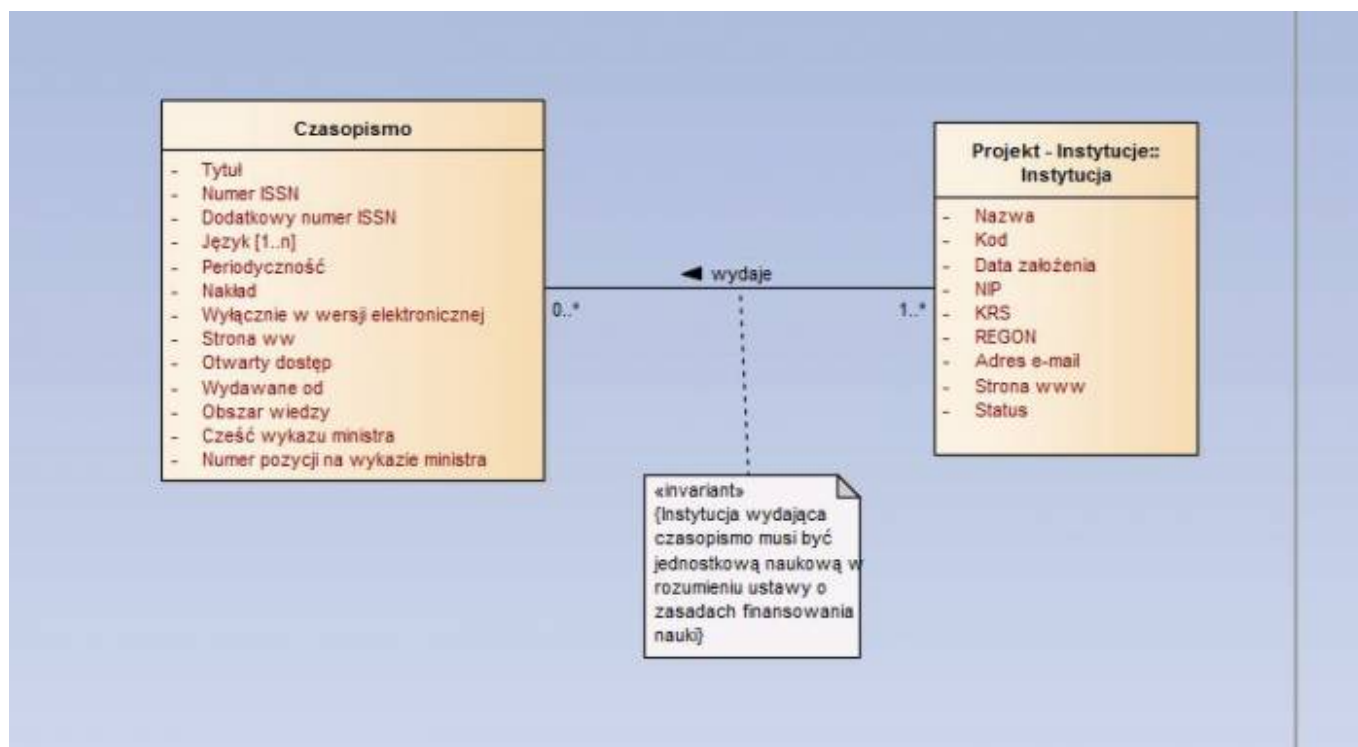 Czasopismo
- Tytuł
- Numer ISSN
- Dodatkowy numer ISSN
- Język [1..n]
- Periodyczność
- Nakład
- Wyłącznie w wersji elektronicznej
- Strona ww
- Otwarty dostęp
- Wydawane od
- Obszar wiedzy
- Cześć wykazu ministra
- Numer pozycji na wykazie ministra
◄ wydaje
0..*
1..*
Projekt - Instytucje::
Instytucja
- Nazwa
- Kod
- Data założenia
- NIP
- KRS
- REGON
- Adres e-mail
- Strona www
- Status
«invariant»
{Instytucja wydająca
czasopismo musi być
jednostkową naukową w
rozumieniu ustawy o
zasadach finansowania
nauki}